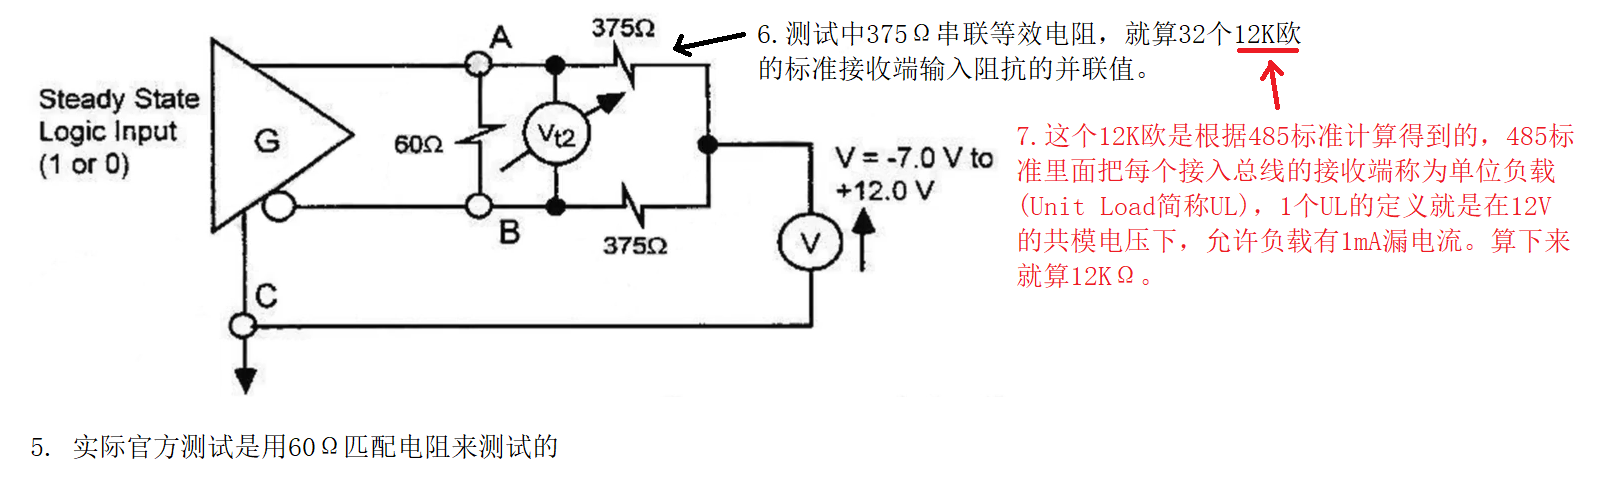 A
375Ω
6.测试中375Ω串联等效电阻，就算32个12K欧
的标准接收端输入阻抗的并联值。
Steady State
Logic Input
(1 or 0)
G
60Ω
Vt2
7.这个12K欧是根据485标准计算得到的，485标
准里面把每个接入总线的接收端称为单位负载
(Unit Load简称UL)，1个UL的定义就是在12V
的共模电压下，允许负载有1mA漏电流。算下来
就算12KΩ。
V = -7.0 V to
+12.0 V
B
375Ω
V
C
5. 实际官方测试是用60Ω匹配电阻来测试的